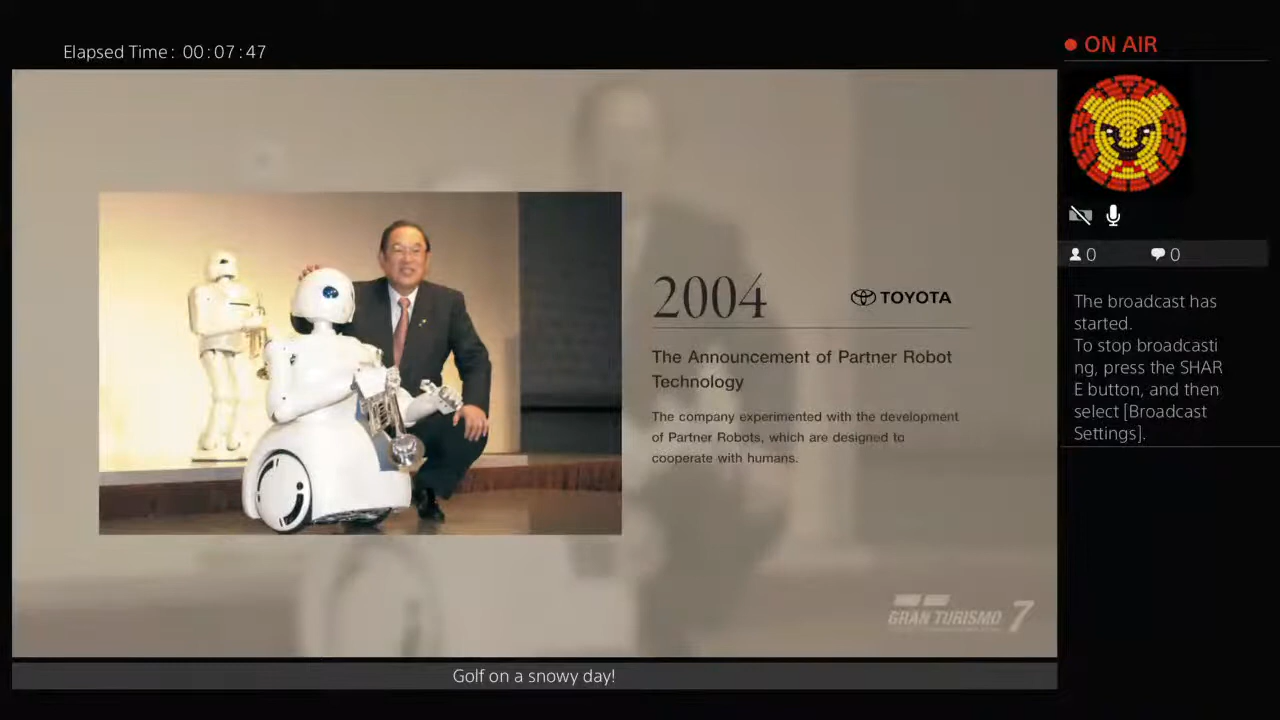 Elapsed Time: 00:07:47
ON AIR
0 0
The broadcast has
started.
To stop broadcasti
ng, press the SHAR
E button, and then
select [Broadcast
Settings].
2004 TOYOTA
The Announcement of Partner Robot
Technology
The company experimented with the development
of Partner Robots, which are designed to
cooperate with humans.
GRAN TURISMO 7
Golf on a snowy day!